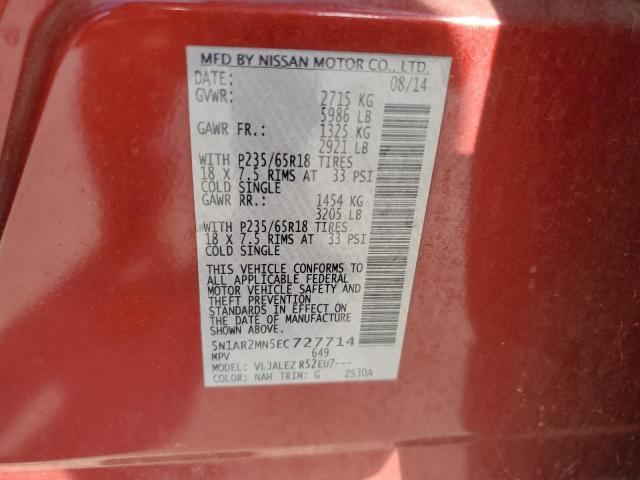 MFD BY NISSAN MOTOR CO., LTD.
DATE: 08/14
GVWR: 2715 KG
5986 LB
GAWR FR.: 1325 KG
2921 LB
WITH P235/65R18 TIRES
18 X 7.5 RIMS AT 33 PSI
COLD SINGLE
GAWR RR.: 1454 KG
3205 LB
WITH P235/65R18 TIRES
18 X 7.5 RIMS AT 33 PSI
COLD SINGLE
THIS VEHICLE CONFORMS TO
ALL APPLICABLE FEDERAL
MOTOR VEHICLE SAFETY AND
THEFT PREVENTION
STANDARDS IN EFFECT ON
THE DATE OF MANUFACTURE
SHOWN ABOVE.
5N1AR2MN5EC727714
MPV 649
MODEL: VLJALEZ R52EU7---
COLOR: NAH TRIM: G 2S30A